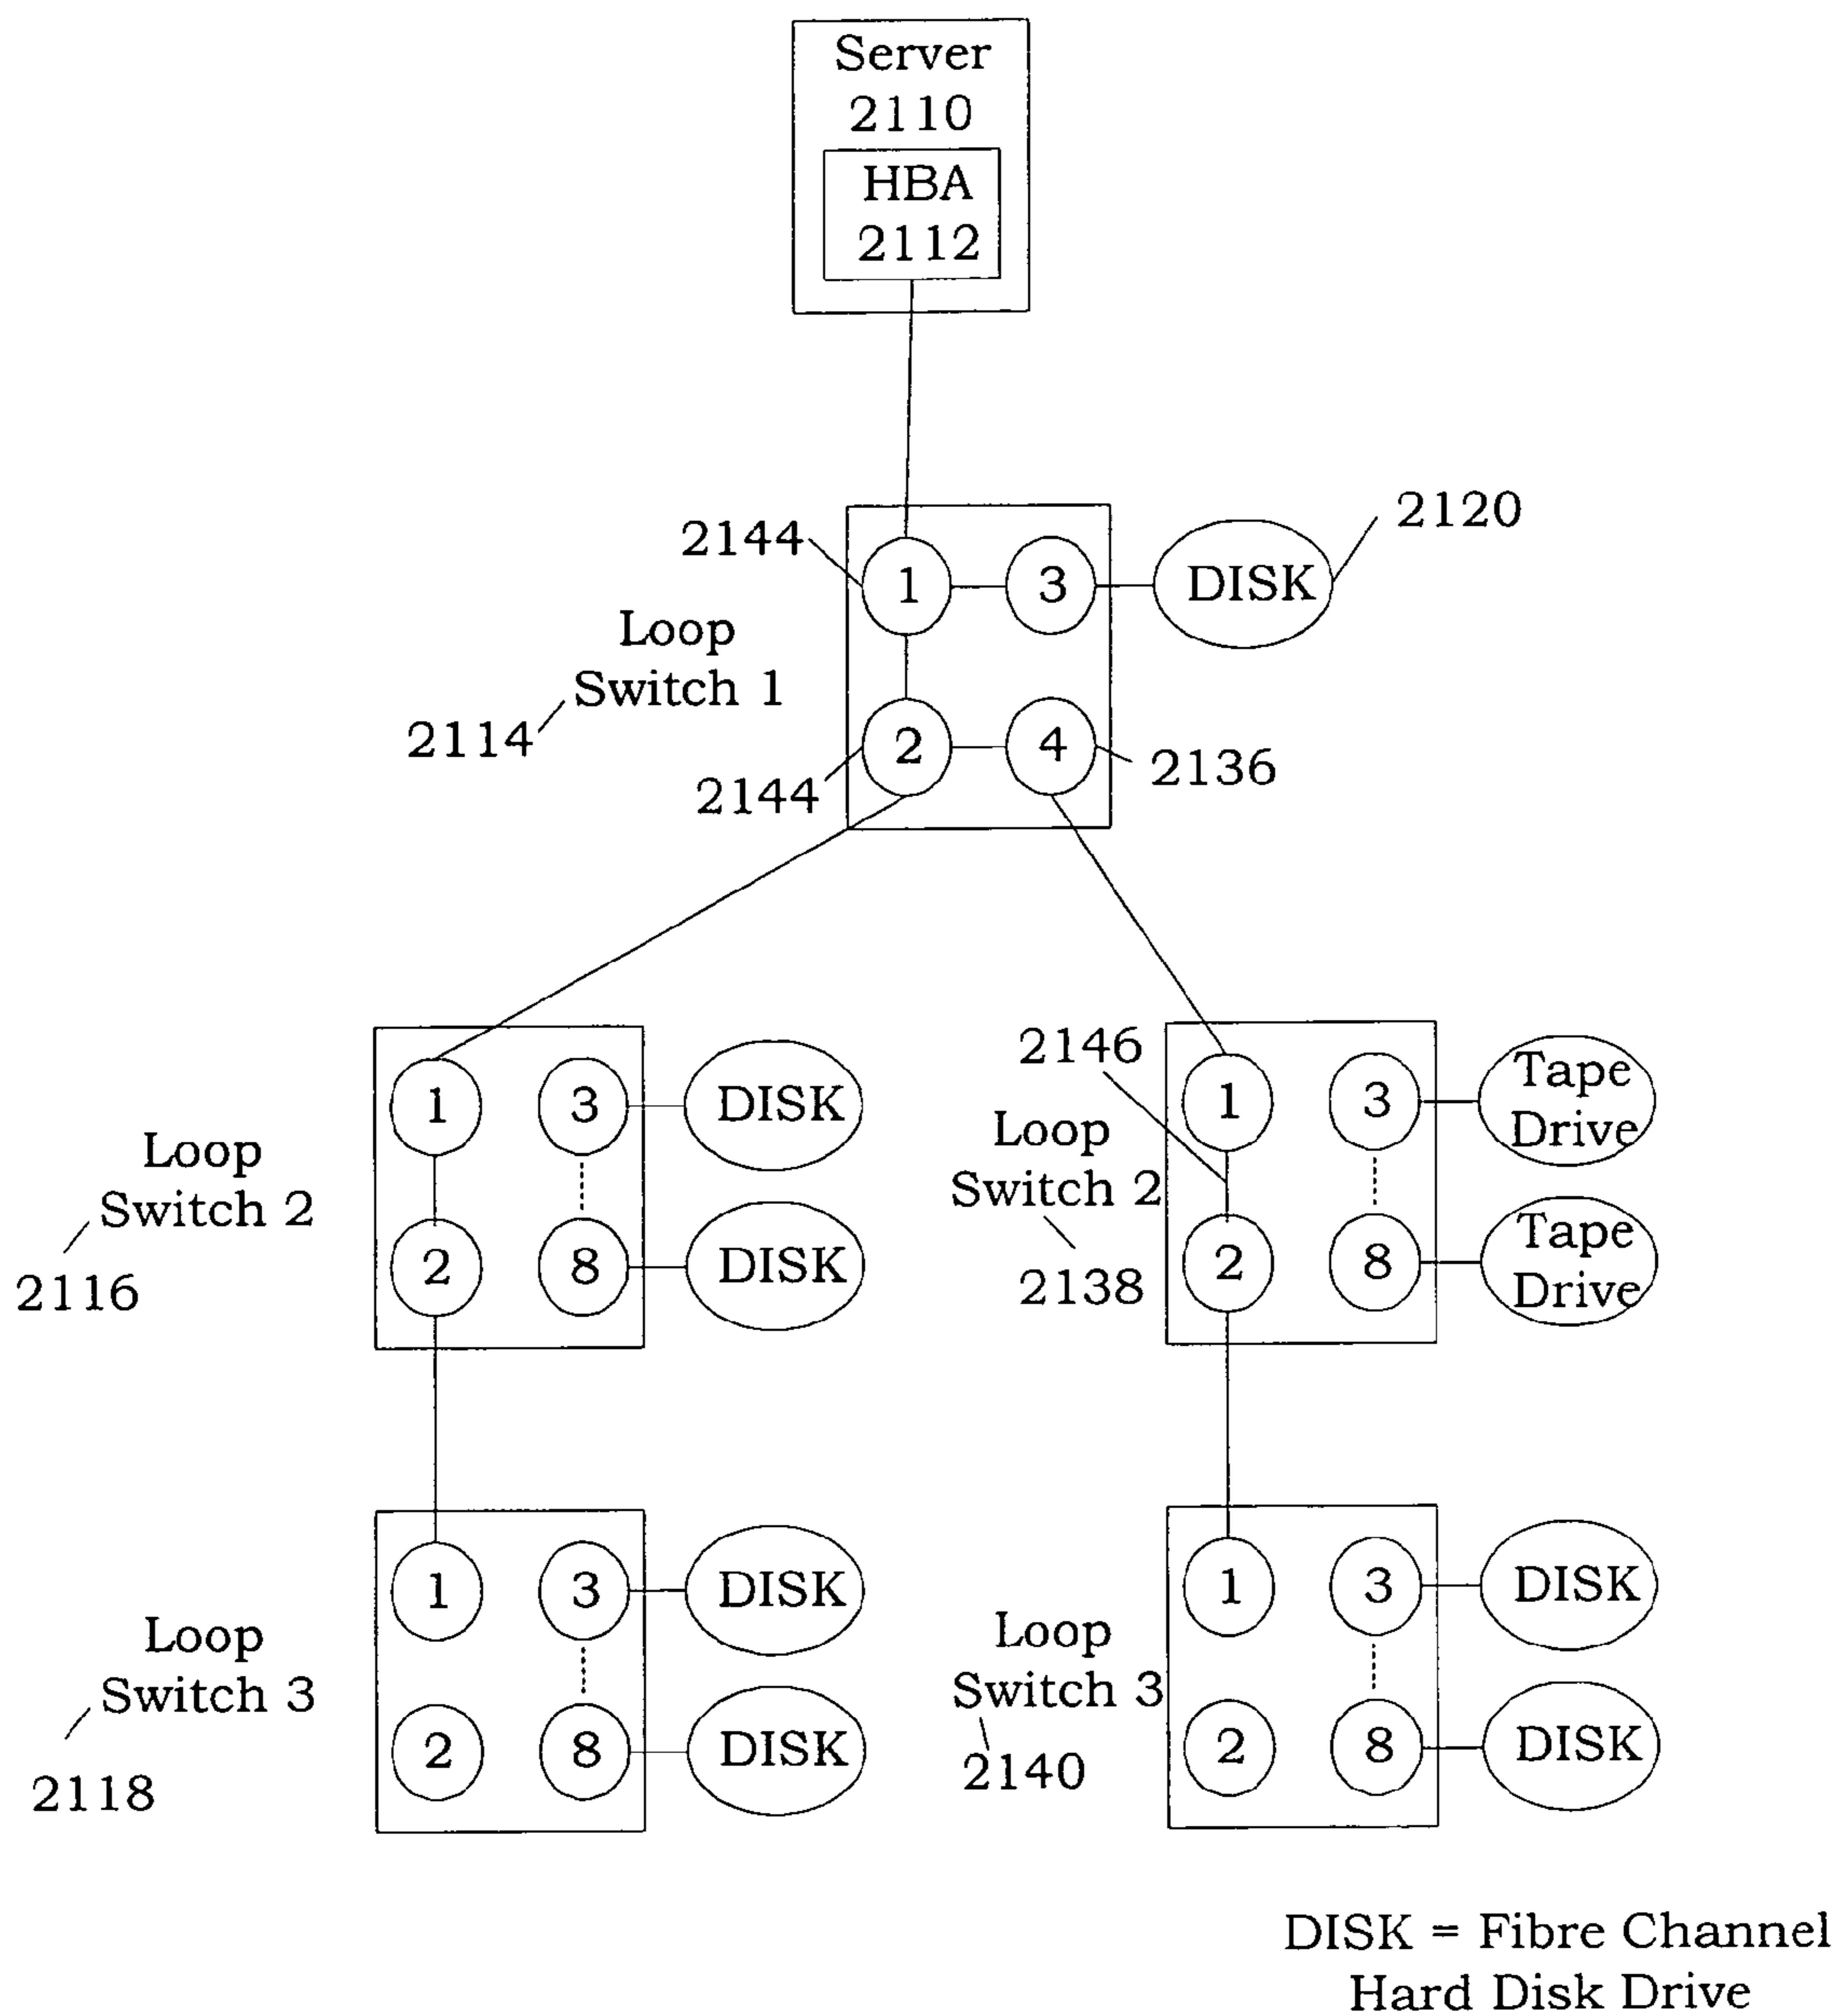 Server
2110
HBA
2112
2144
1
3
DISK
2120
Loop
Switch 1
2114
2
4
2144
2136
Loop
Switch 2
2116
1
3
DISK
2
8
DISK
2146
Loop
Switch 2
2138
1
3
Tape
Drive
2
8
Tape
Drive
Loop
Switch 3
2118
1
3
DISK
2
8
DISK
Loop
Switch 3
2140
1
3
DISK
2
8
DISK
DISK = Fibre Channel
Hard Disk Drive